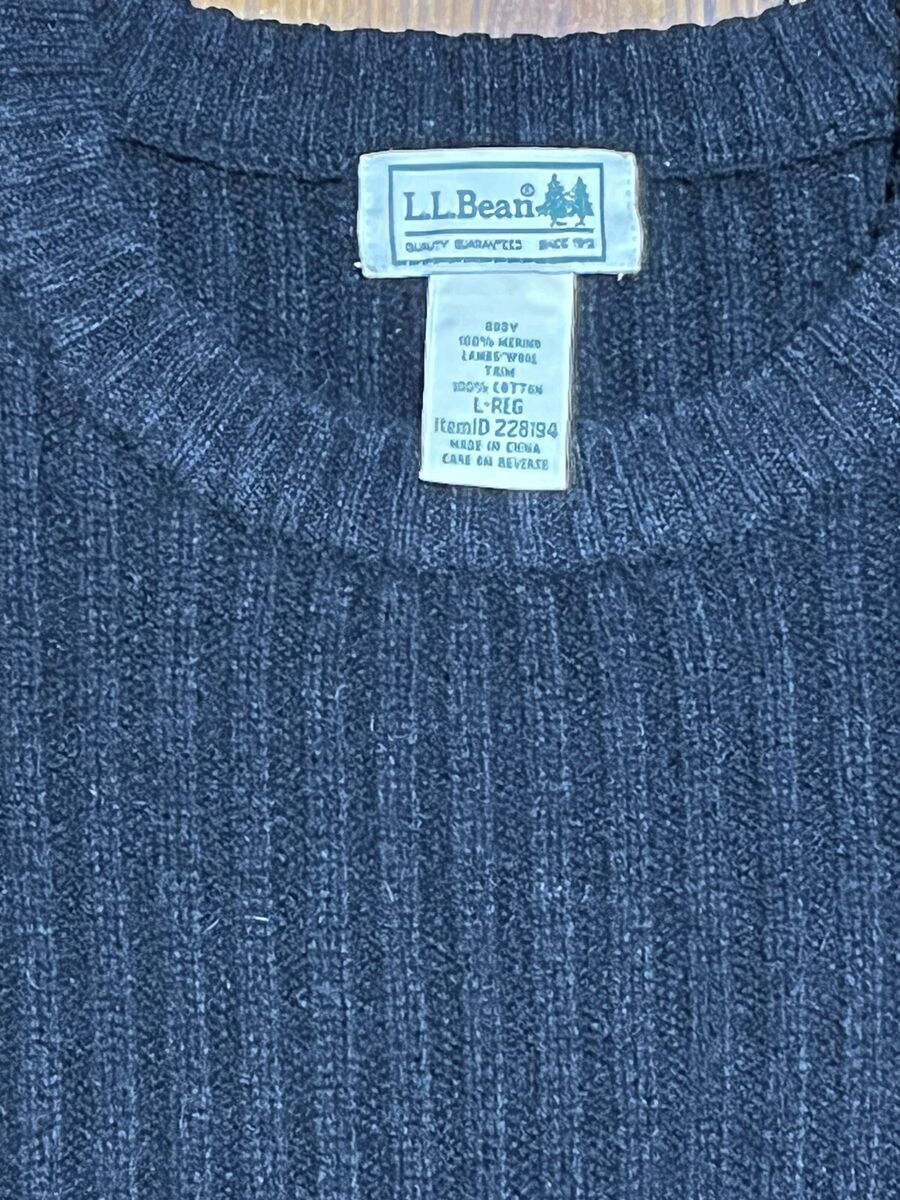 L.L.Bean®
QUALITY GUARANTEED SINCE 1912
BODY
100% MERINO
LAMBS' WOOL
TRIM
100% COTTON
L-REG
ItemID 228194
MADE IN CHINA
CARE ON REVERSE